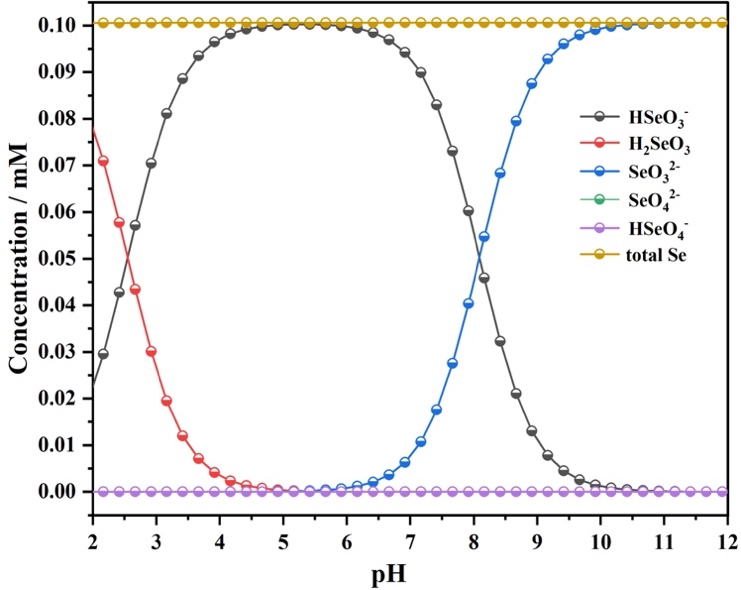 Concentration / mM
0.10
0.09
0.08
0.07
0.06
0.05
0.04
0.03
0.02
0.01
0.00
HSeO₃⁻
H₂SeO₃
SeO₃²⁻
SeO₄²⁻
HSeO₄⁻
total Se
2 3 4 5 6 7 8 9 10 11 12
pH